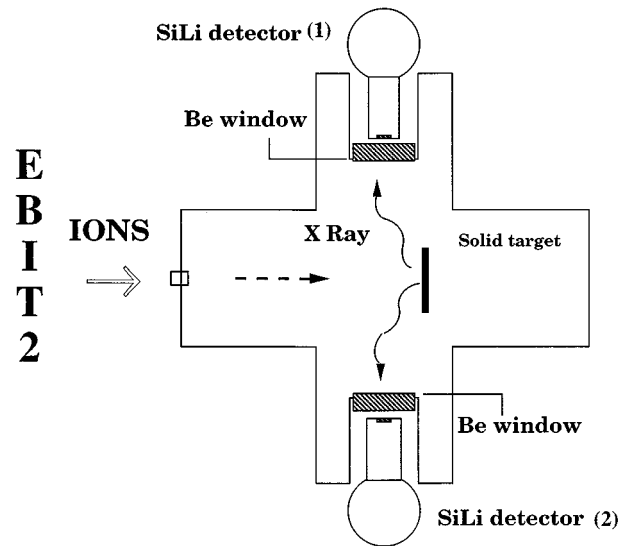 SiLi detector (1)
Be window
E
B
I
T
2
IONS
X Ray
Solid target
Be window
SiLi detector (2)